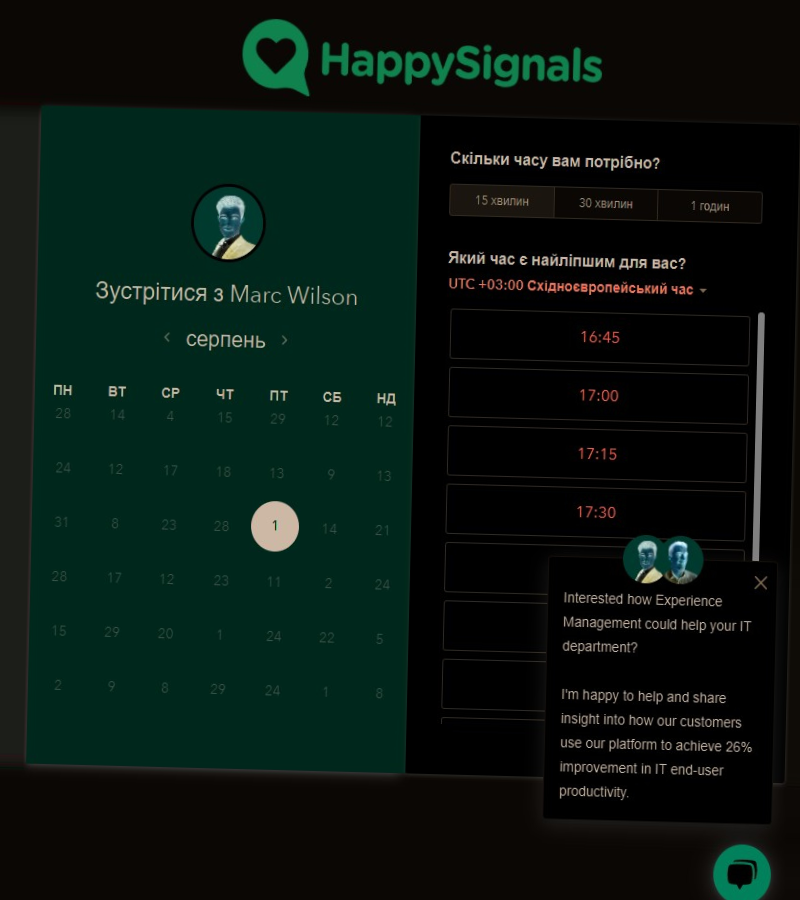 HappySignals
Зустрітися з Marc Wilson
серпень
ПН ВТ СР ЧТ ПТ СБ НД
28 14 4 15 29 12 12
24 12 17 18 13 9 13
31 8 23 28 1 14 21
28 17 12 23 11 2 24
15 29 20 1 24 22 5
2 9 8 29 24 1 8
Скільки часу вам потрібно?
15 хвилин 30 хвилин 1 годин
Який час є найліпшим для вас?
UTC +03:00 Східноєвропейський час
16:45
17:00
17:15
17:30
Interested how Experience
Management could help your IT
department?
I'm happy to help and share
insight into how our customers
use our platform to achieve 26%
improvement in IT end-user
productivity.